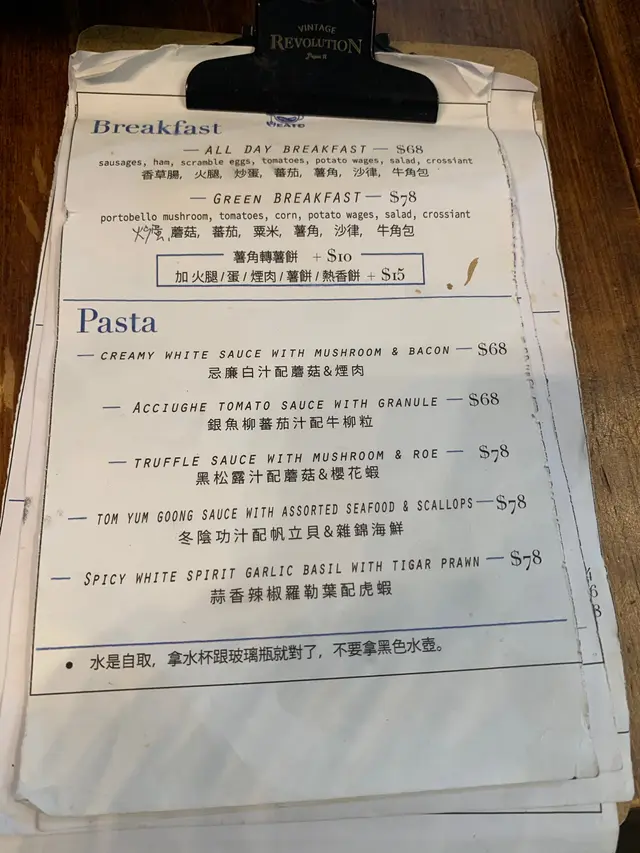 VINTAGE
REVOLUTION
Breakfast
ALL DAY BREAKFAST — $68
sausages, ham, scramble eggs, tomatoes, potato wages, salad, crossiant
香草腸, 火腿, 炒蛋, 蕃茄, 薯角, 沙律, 牛角包
GREEN BREAKFAST — $78
portobello mushroom, tomatoes, corn, potato wages, salad, crossiant
炒蛋, 蘑菇, 蕃茄, 粟米, 薯角, 沙律, 牛角包
薯角轉薯餅 + $10
加火腿/蛋/煙肉/薯餅/熱香餅 + $15
Pasta
CREAMY WHITE SAUCE WITH MUSHROOM & BACON — $68
忌廉白汁配蘑菇&煙肉
ACCIUGHE TOMATO SAUCE WITH GRANULE — $68
銀魚柳蕃茄汁配牛柳粒
TRUFFLE SAUCE WITH MUSHROOM & ROE — $78
黑松露汁配蘑菇&櫻花蝦
TOM YUM GOONG SAUCE WITH ASSORTED SEAFOOD & SCALLOPS — $78
冬陰功汁配帆立貝&雜錦海鮮
SPICY WHITE SPIRIT GARLIC BASIL WITH TIGAR PRAWN — $78
蒜香辣椒羅勒葉配虎蝦
• 水是自取，拿水杯跟玻璃瓶就對了，不要拿黑色水壺。